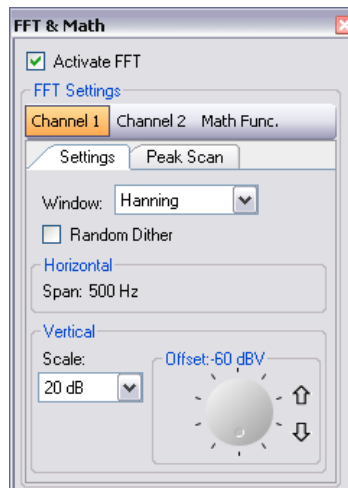 FFT & Math
Activate FFT
FFT Settings
Channel 1 Channel 2 Math Func.
Settings Peak Scan
Window: Hanning
Random Dither
Horizontal
Span: 500 Hz
Vertical
Scale: Offset:-60 dBV
20 dB